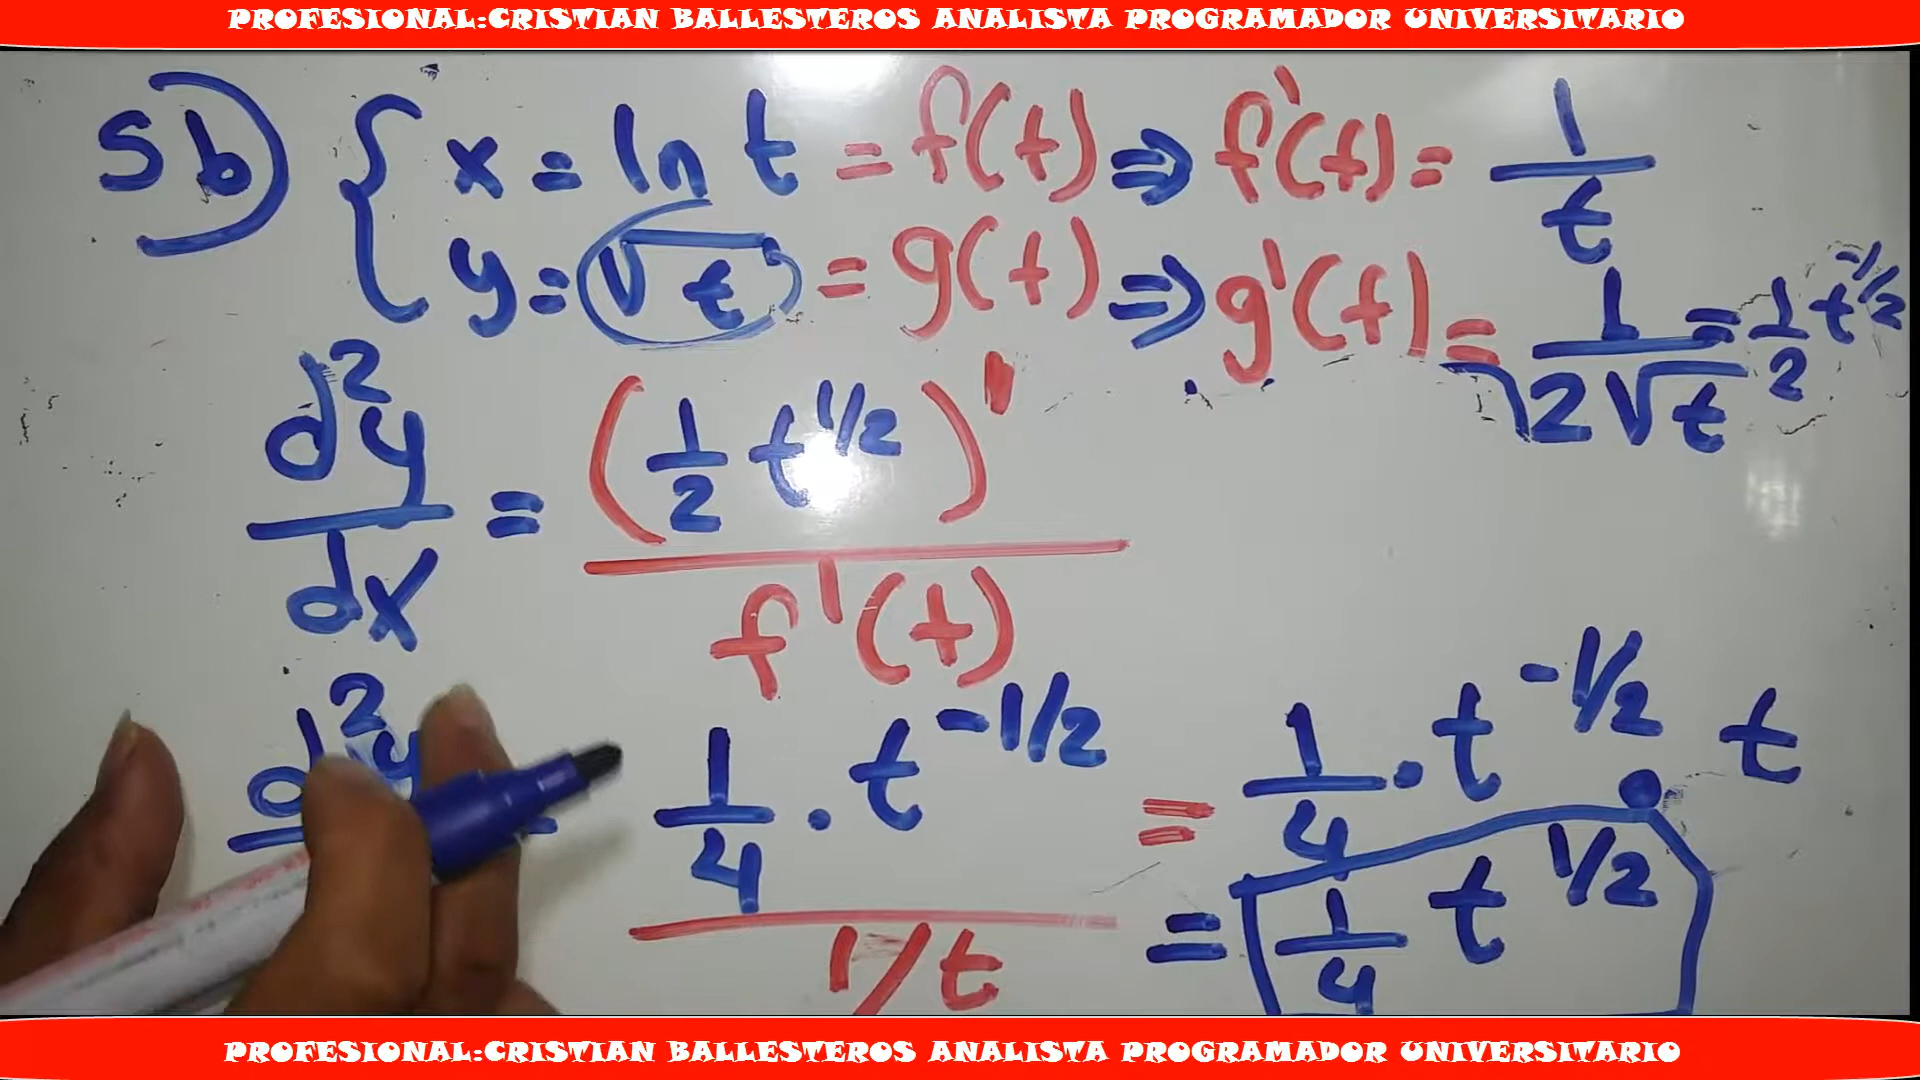 PROFESIONAL:CRISTIAN BALLESTEROS ANALISTA PROGRAMADOR UNIVERSITARIO
5b) { x = ln t = f(t) ⇒ f'(t) = 1/t
y = √t = g(t) ⇒ g'(t) = 1/(2√t) = 1/2 t^-1/2
d²y/dx = (1/2 t^1/2)' / f'(t)
d²y = (1/4 · t^-1/2) / (1/t) = 1/4 · t^-1/2 · t
= 1/4 t^1/2
PROFESIONAL:CRISTIAN BALLESTEROS ANALISTA PROGRAMADOR UNIVERSITARIO